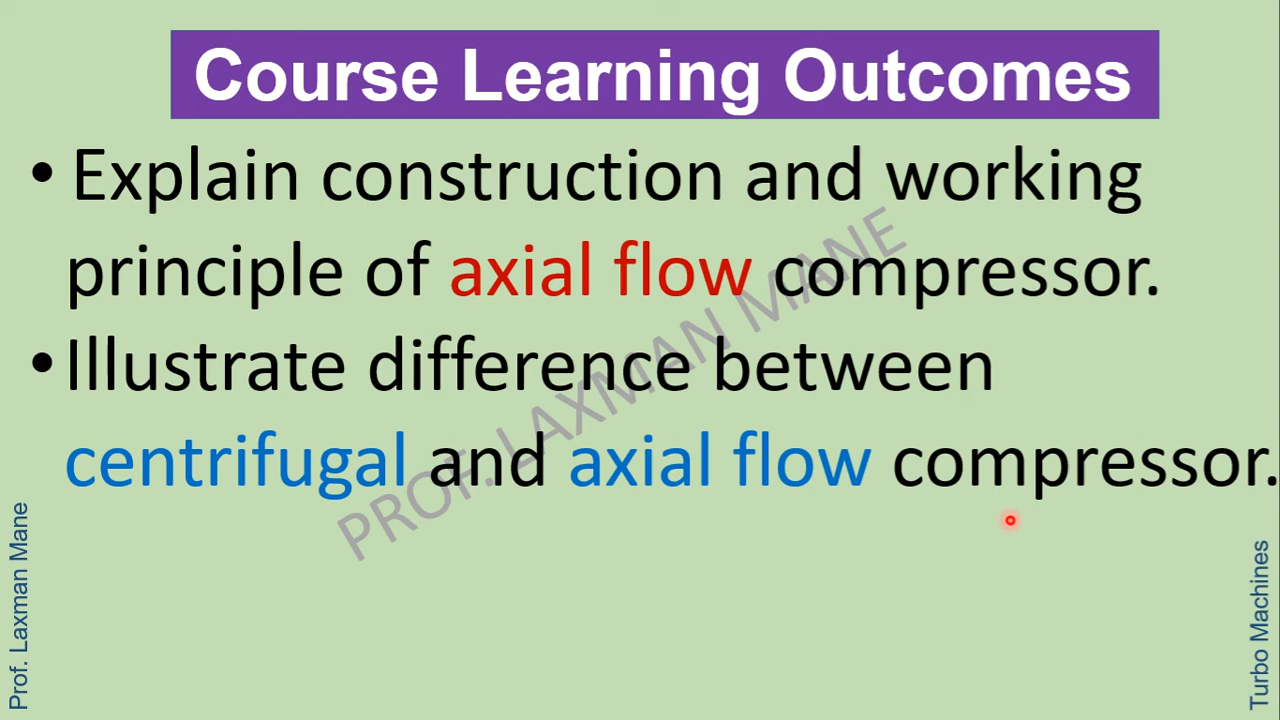 Course Learning Outcomes
• Explain construction and working
principle of axial flow compressor.
• Illustrate difference between
centrifugal and axial flow compressor.
PROF. LAXMAN MANE
Prof. Laxman Mane
Turbo Machines